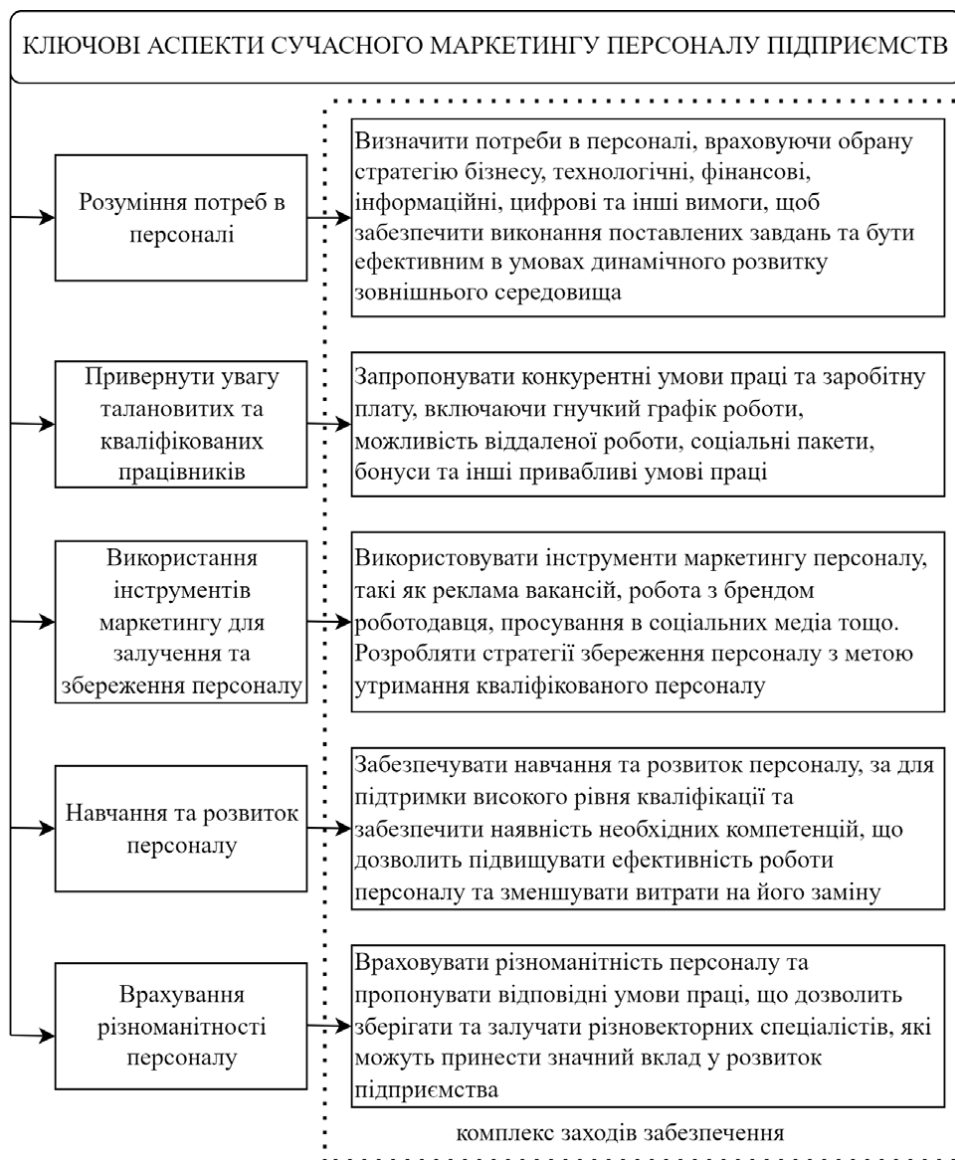 КЛЮЧОВІ АСПЕКТИ СУЧАСНОГО МАРКЕТИНГУ ПЕРСОНАЛУ ПІДПРИЄМСТВ
Розуміння потреб в
персоналі
Визначити потреби в персоналі, враховуючи обрану
стратегію бізнесу, технологічні, фінансові,
інформаційні, цифрові та інші вимоги, щоб
забезпечити виконання поставлених завдань та бути
ефективним в умовах динамічного розвитку
зовнішнього середовища
Привернути увагу
талановитих та
кваліфікованих
працівників
Запропонувати конкурентні умови праці та заробітну
плату, включаючи гнучкий графік роботи,
можливість віддаленої роботи, соціальні пакети,
бонуси та інші привабливі умові праці
Використання
інструментів
маркетингу для
залучення та
збереження персоналу
Використовувати інструменти маркетингу персоналу,
такі як реклама вакансій, робота з брендом
роботодавця, просування в соціальних медіа тощо.
Розробляти стратегії збереження персоналу з метою
утримання кваліфікованого персоналу
Навчання та розвиток
персоналу
Забезпечувати навчання та розвиток персоналу, за для
підтримки високого рівня кваліфікації та
забезпечити наявність необхідних компетенцій, що
дозволить підвищувати ефективність роботи
персоналу та зменшувати витрати на його заміну
Врахування
різноманітності
персоналу
Враховувати різноманітність персоналу та
пропонувати відповідні умови праці, що дозволить
зберігати та залучати різновекторних спеціалістів, які
можуть принести значний вклад у розвиток
підприємства
комплекс заходів забезпечення